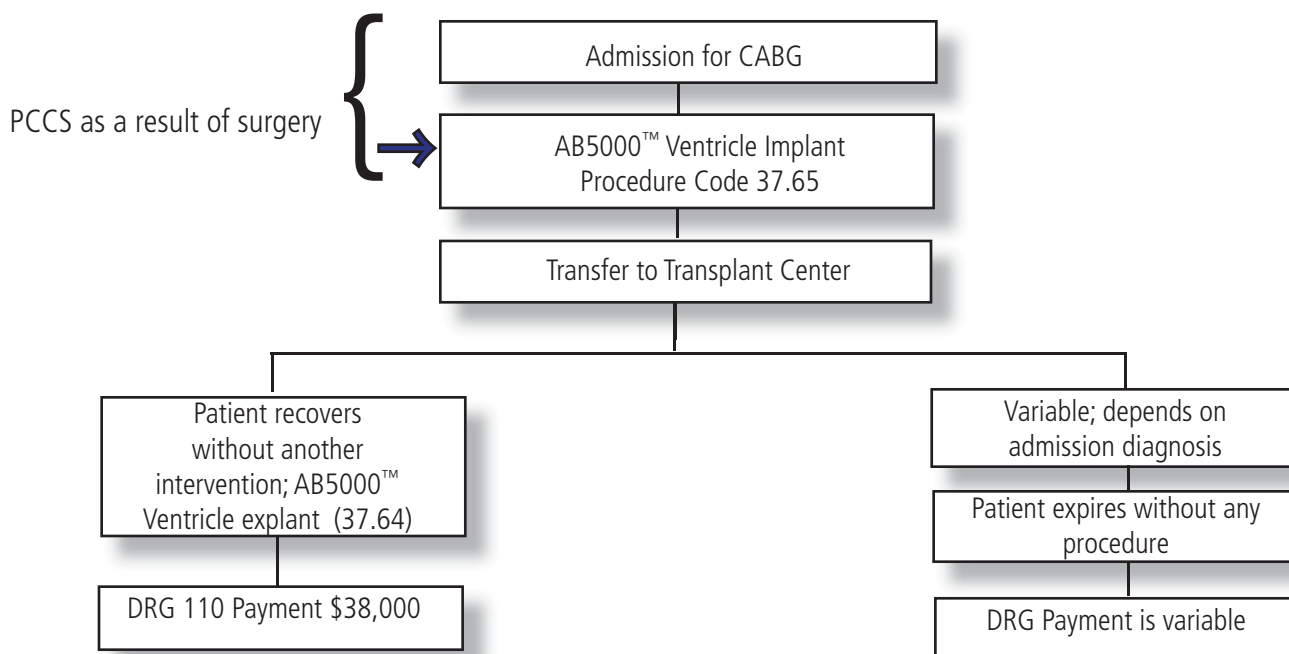 Admission for CABG
PCCS as a result of surgery
AB5000™ Ventricle Implant
Procedure Code 37.65
Transfer to Transplant Center
Patient recovers
without another
intervention; AB5000™
Ventricle explant (37.64)
DRG 110 Payment $38,000
Variable; depends on
admission diagnosis
Patient expires without any
procedure
DRG Payment is variable